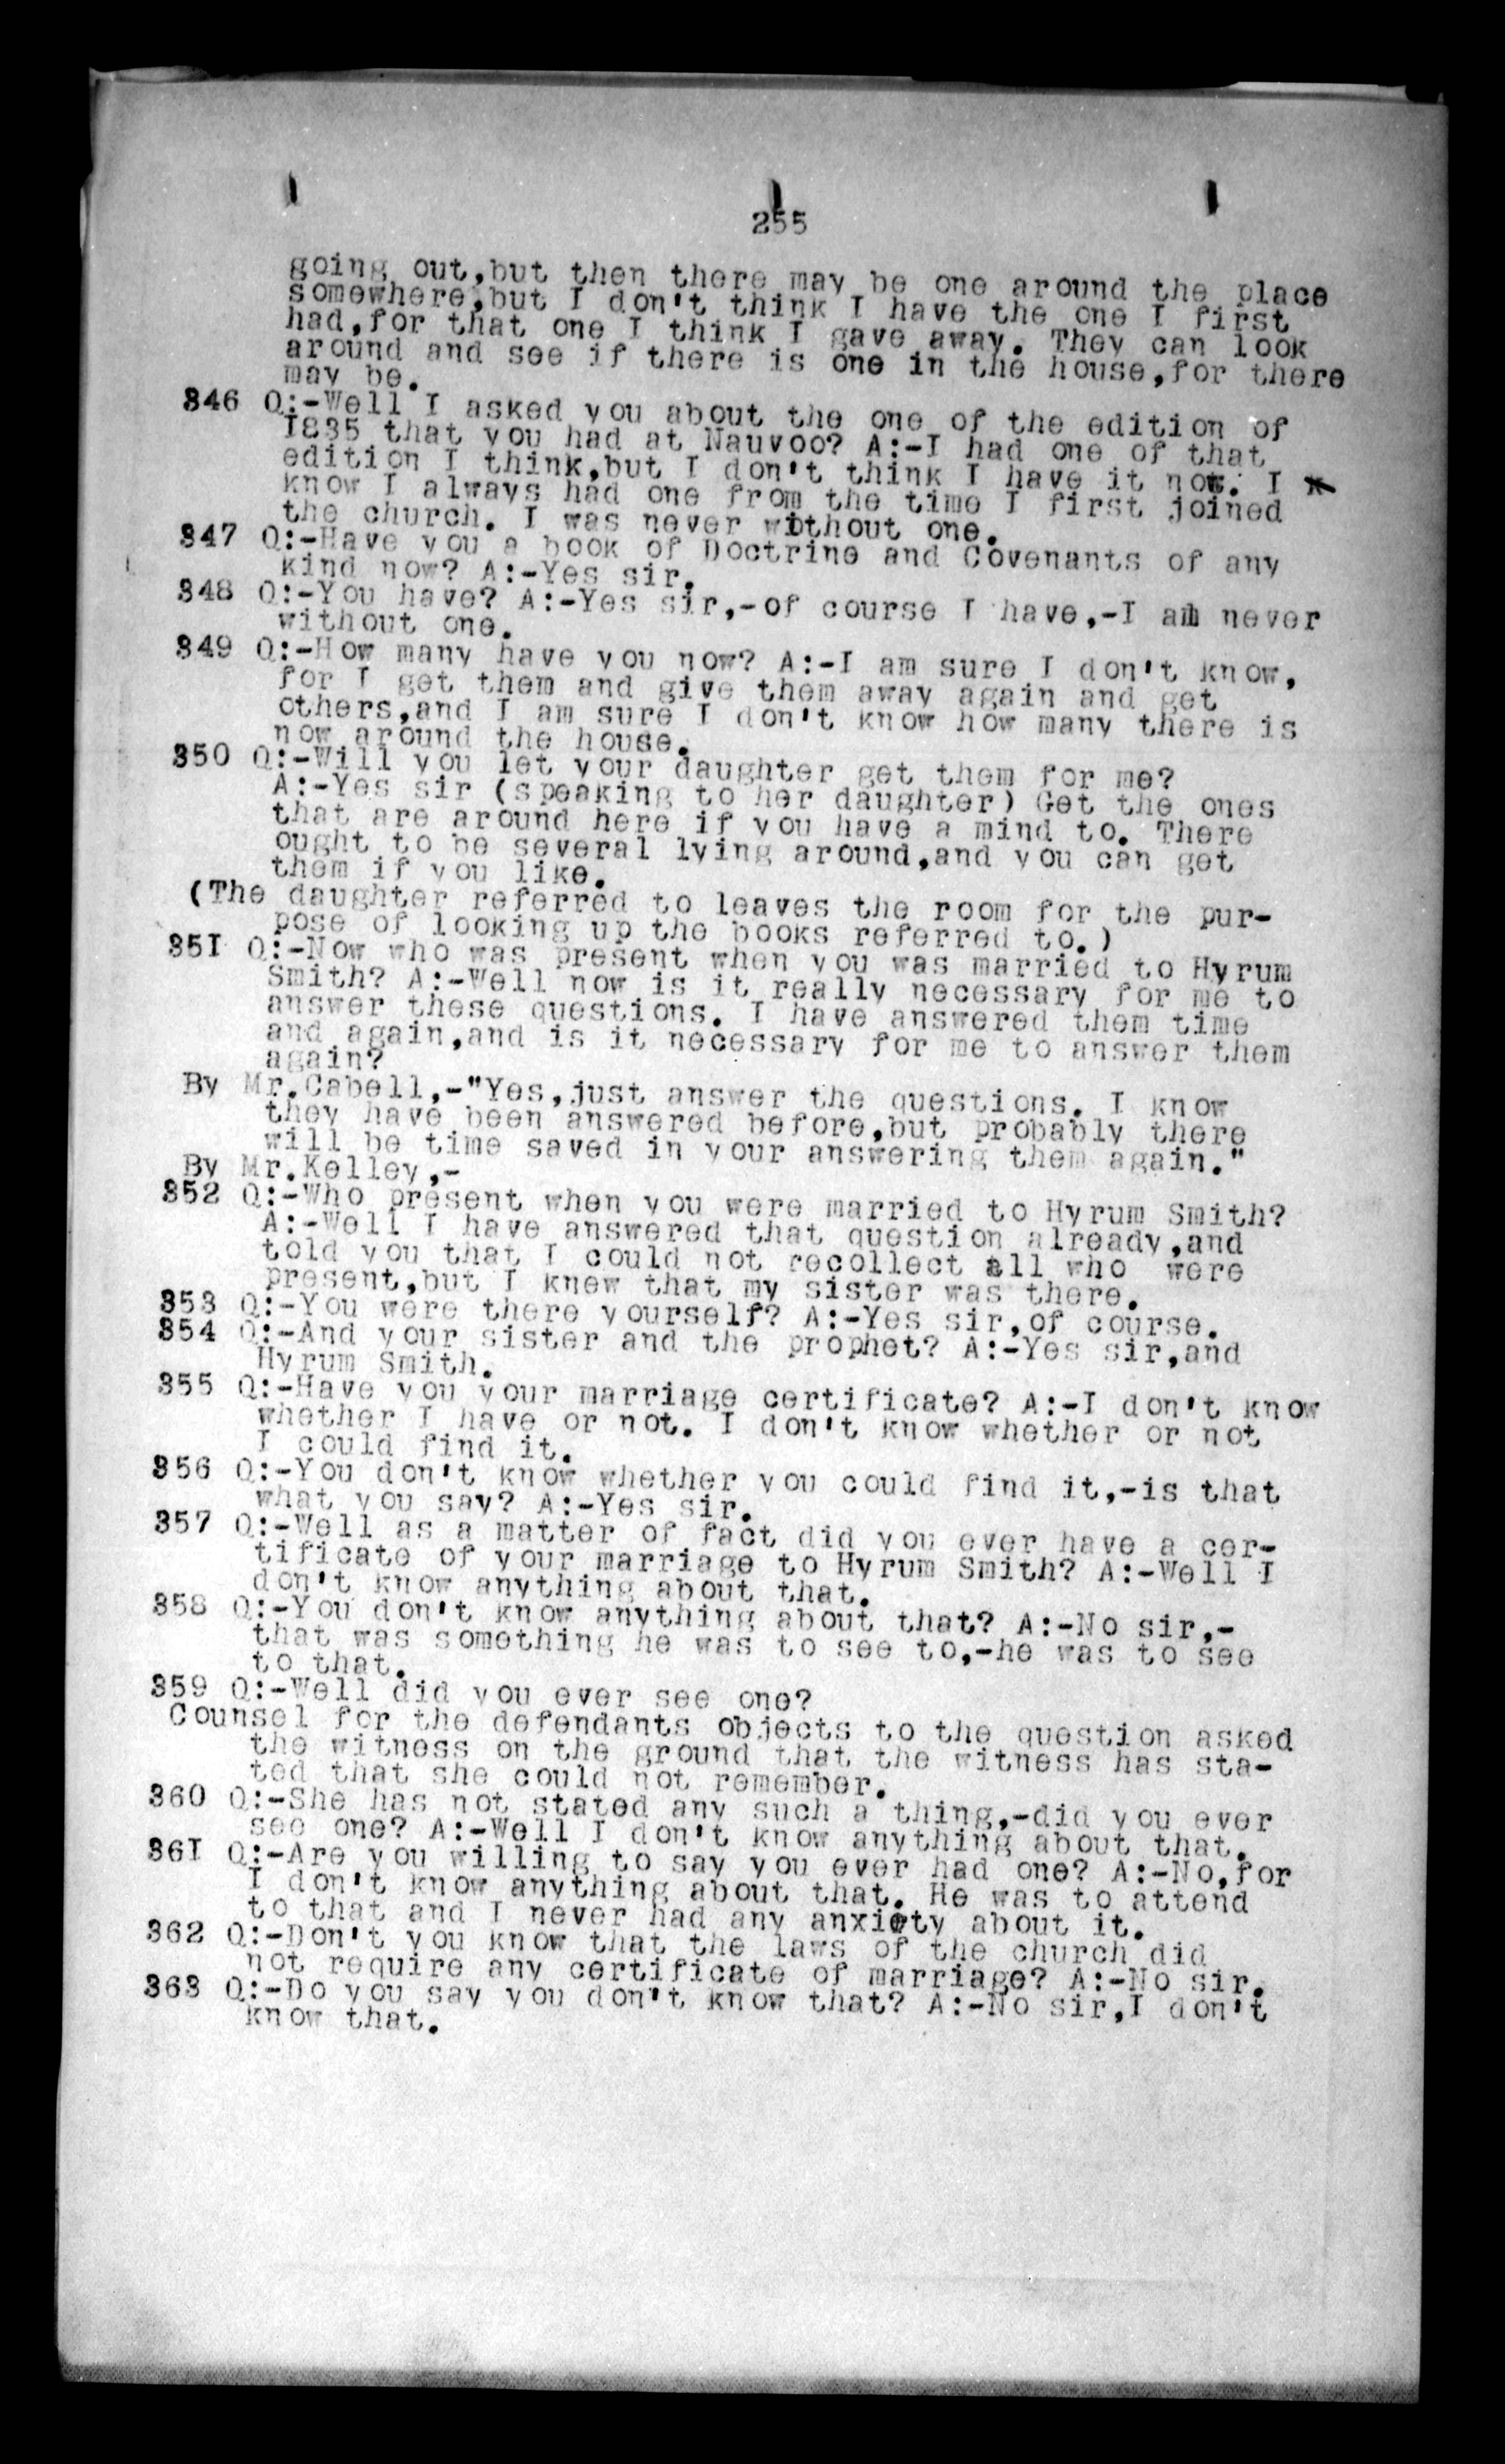 255
going out,but then there may be one around the place
somewhere,but I don't think I have the one I first
had,for that one I think I gave away. They can look
around and see if there is one in the house,for there
may be.
346 Q:-Well I asked you about the one of the edition of
1835 that you had at Nauvoo? A:-I had one of that
edition I think,but I don't think I have it now. I
know I always had one from the time I first joined
the church. I was never without one.
347 Q:-Have you a book of Doctrine and Covenants of any
kind now? A:-Yes sir.
348 Q:-You have? A:-Yes sir,-of course I have,-I am never
without one.
349 Q:-How many have you now? A:-I am sure I don't know,
for I get them and give them away again and get
others,and I am sure I don't know how many there is
now around the house.
350 Q:-Will you let your daughter get them for me?
A:-Yes sir (speaking to her daughter) Get the ones
that are around here if you have a mind to. There
ought to be several lying around,and you can get
them if you like.
(The daughter referred to leaves the room for the pur-
pose of looking up the books referred to.)
351 Q:-Now who was present when you was married to Hyrum
Smith? A:-Well now is it really necessary for me to
answer these questions. I have answered them time
and again,and is it necessary for me to answer them
again?
By Mr.Cabell,-"Yes,just answer the questions. I know
they have been answered before,but probably there
will be time saved in your answering them again."
By Mr.Kelley,-
352 Q:-Who present when you were married to Hyrum Smith?
A:-Well I have answered that question already,and
told you that I could not recollect all who were
present,but I knew that my sister was there.
353 Q:-You were there yourself? A:-Yes sir,of course.
354 Q:-And your sister and the prophet? A:-Yes sir,and
Hyrum Smith.
355 Q:-Have you your marriage certificate? A:-I don't know
whether I have or not. I don't know whether or not
I could find it.
356 Q:-You don't know whether you could find it,-is that
what you say? A:-Yes sir.
357 Q:-Well as a matter of fact did you ever have a cer-
tificate of your marriage to Hyrum Smith? A:-Well I
don't know anything about that.
358 Q:-You don't know anything about that? A:-No sir,-
that was something he was to see to,-he was to see
to that.
359 Q:-Well did you ever see one?
Counsel for the defendants objects to the question asked
the witness on the ground that the witness has sta-
ted that she could not remember.
360 Q:-She has not stated any such a thing,-did you ever
see one? A:-Well I don't know anything about that.
361 Q:-Are you willing to say you ever had one? A:-No,for
I don't know anything about that. He was to attend
to that and I never had any anxiety about it.
362 Q:-Don't you know that the laws of the church did
not require any certificate of marriage? A:-No sir.
363 Q:-Do you say you don't know that? A:-No sir,I don't
know that.